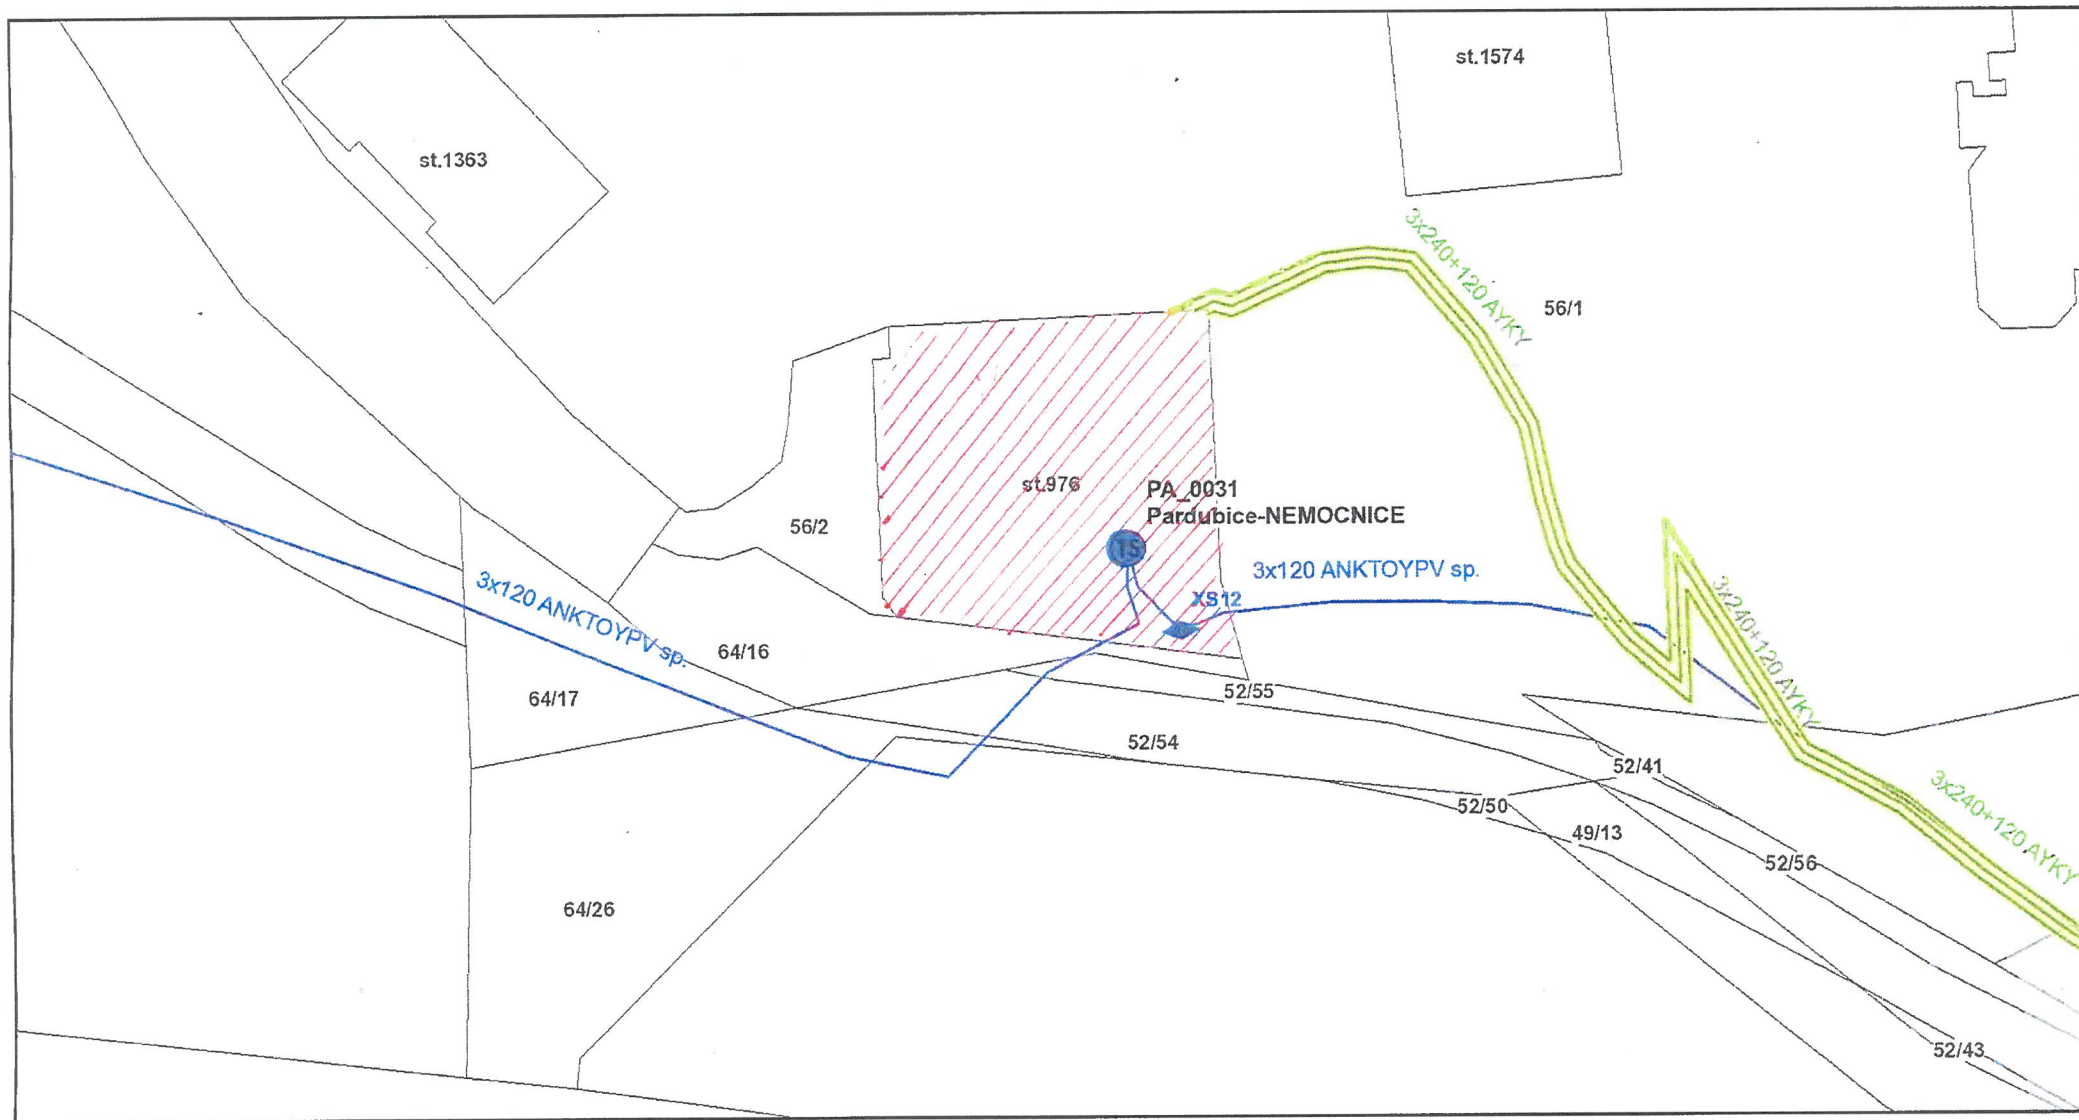 st.1574
st.1363
3x240+120 AYKY
56/1
st.976
PA_0031
Pardubice-NEMOCNICE
56/2
TS
3x120 ANKTOYPV sp.
3x120 ANKTOYPV sp.
XS12
3x240+120 AYKY
64/16
64/17
52/55
52/54
52/41
3x240+120 AYKY
52/50
49/13
52/56
64/26
52/43